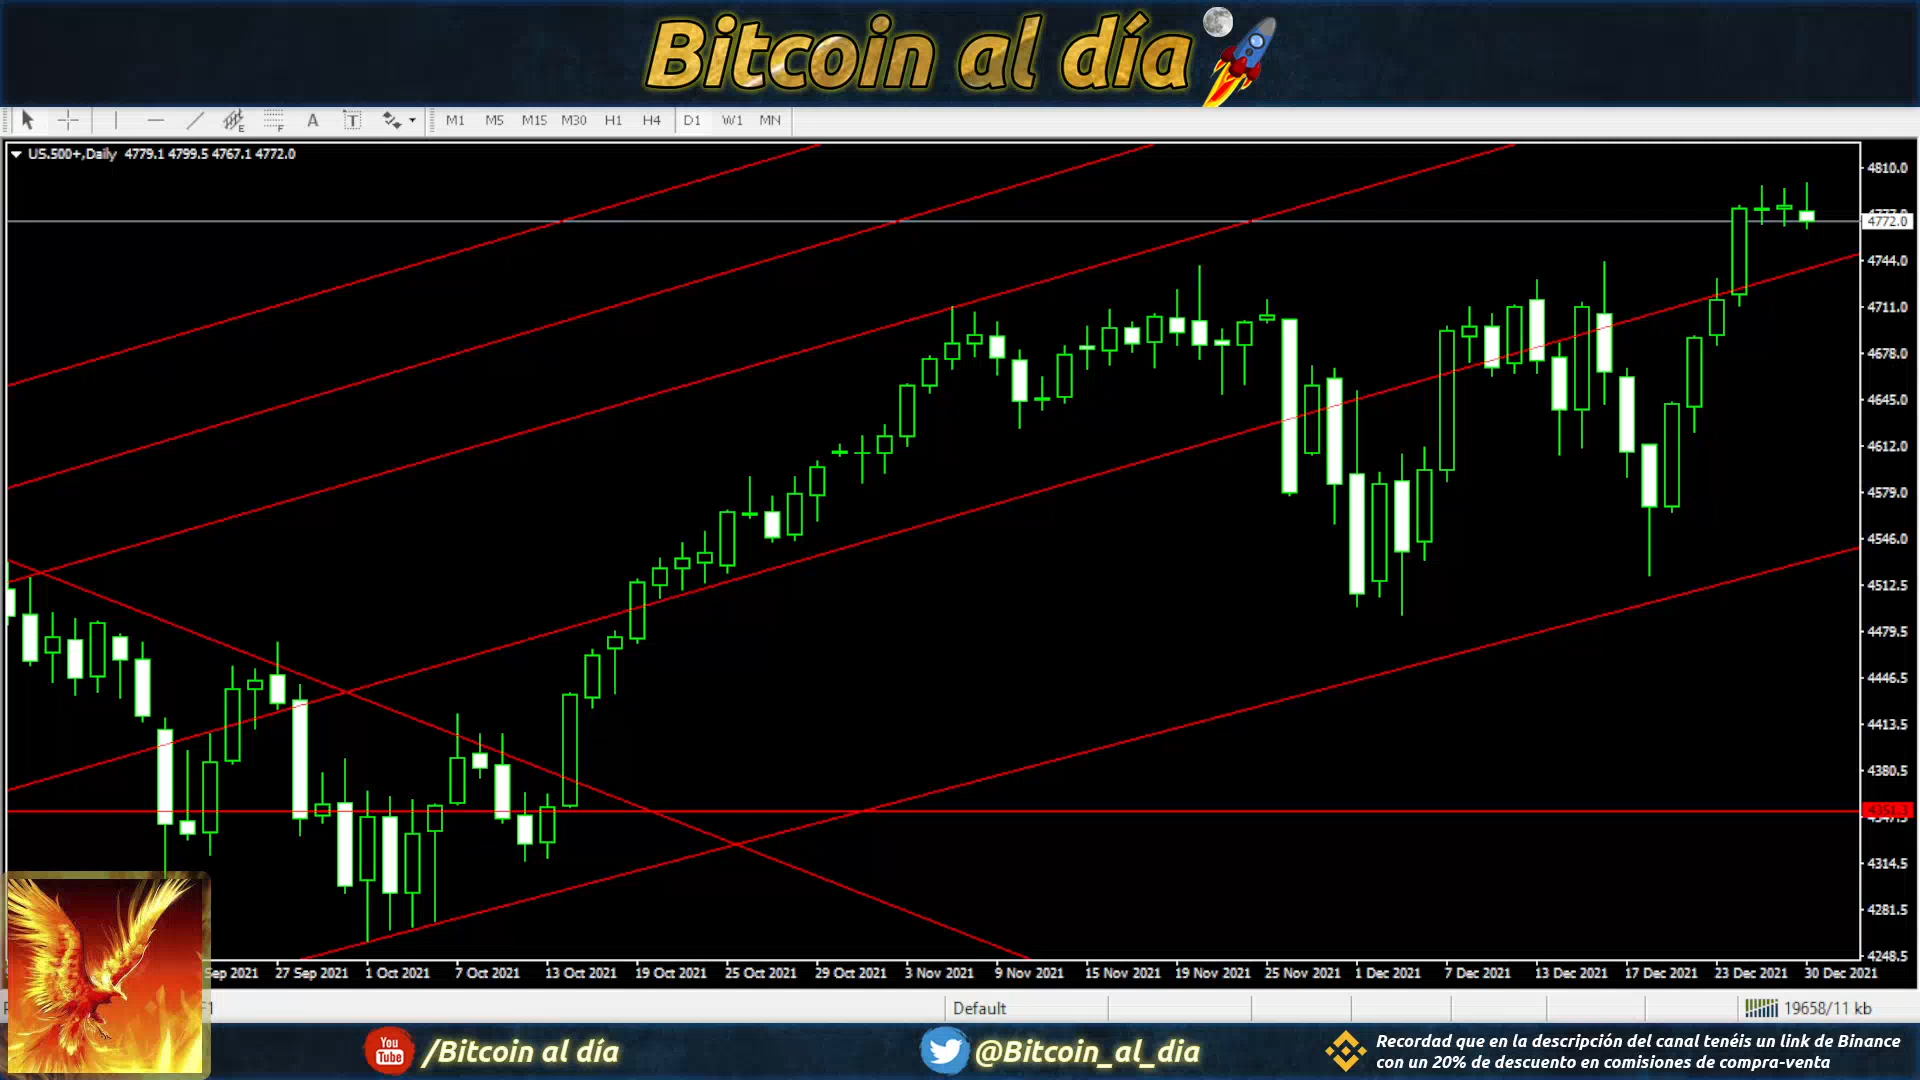 Bitcoin al día
E F A T M1 M5 M15 M30 H1 H4 D1 W1 MN
US.500+,Daily 4779.1 4799.5 4767.1 4772.0
4810.0
4772.0
4744.0
4711.0
4678.0
4645.0
4612.0
4579.0
4546.0
4512.5
4479.5
4446.5
4413.5
4380.5
4351.3
4347.5
4314.5
4281.5
4248.5
Sep 2021 27 Sep 2021 1 Oct 2021 7 Oct 2021 13 Oct 2021 19 Oct 2021 25 Oct 2021 29 Oct 2021 3 Nov 2021 9 Nov 2021 15 Nov 2021 19 Nov 2021 25 Nov 2021 1 Dec 2021 7 Dec 2021 13 Dec 2021 17 Dec 2021 23 Dec 2021 30 Dec 2021
Default 19658/11 kb
You Tube /Bitcoin al día @Bitcoin_al_dia
Recordad que en la descripción del canal tenéis un link de Binance
con un 20% de descuento en comisiones de compra-venta